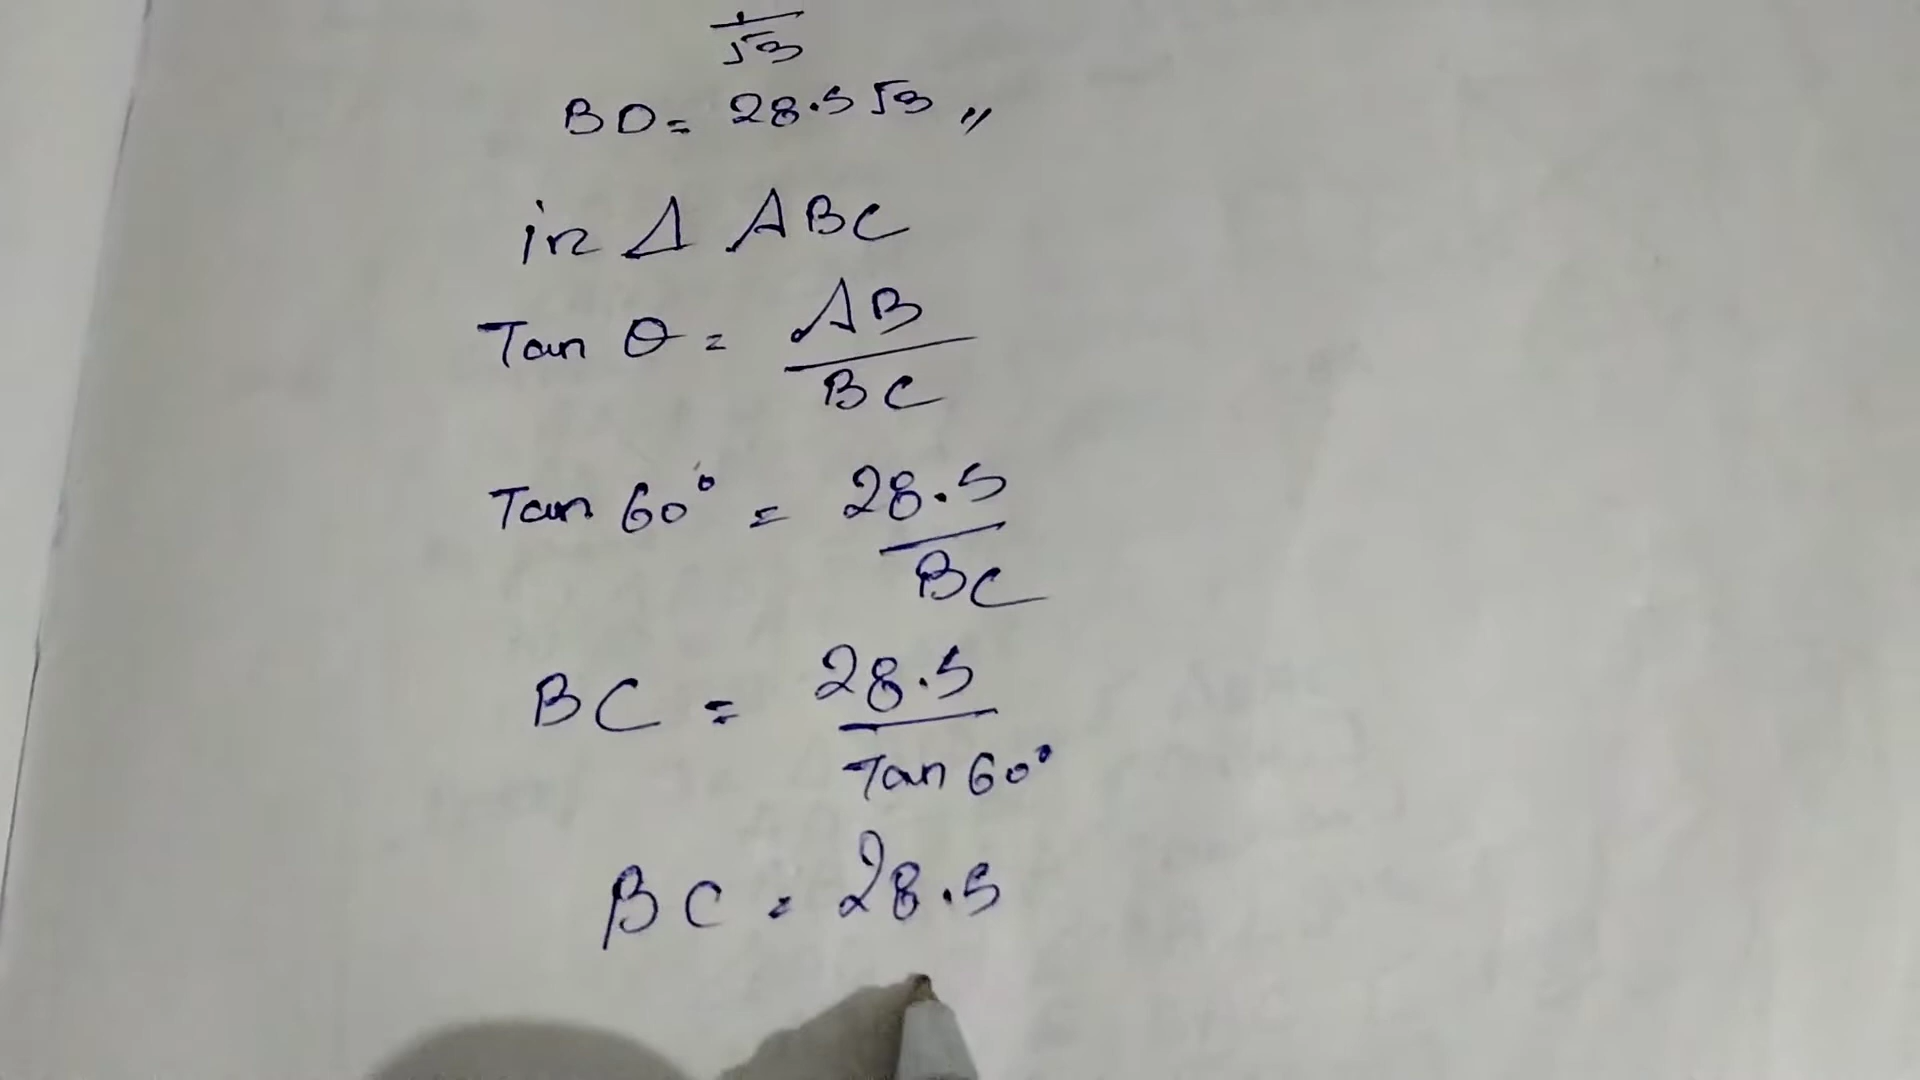 1/√3
BD = 28.5√3 〃
in Δ ABC
Tan θ = AB/BC
Tan 60° = 28.5/BC
BC = 28.5/Tan 60°
BC = 28.5